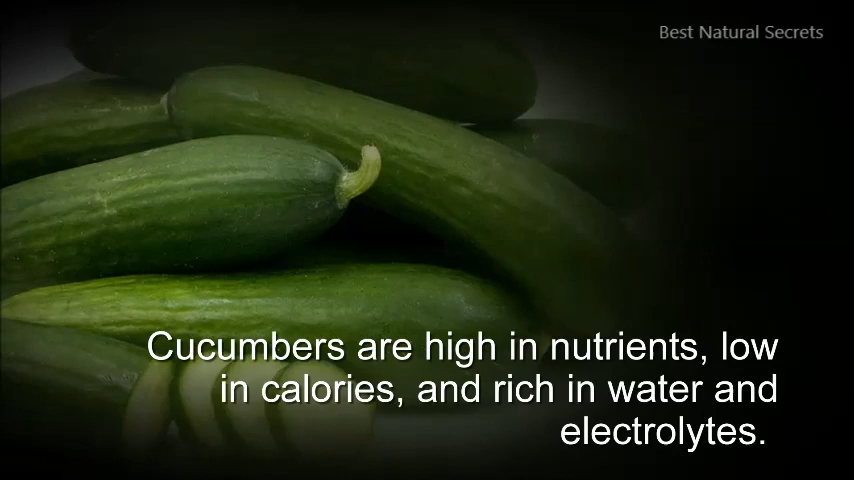 Best Natural Secrets
Cucumbers are high in nutrients, low
in calories, and rich in water and
electrolytes.